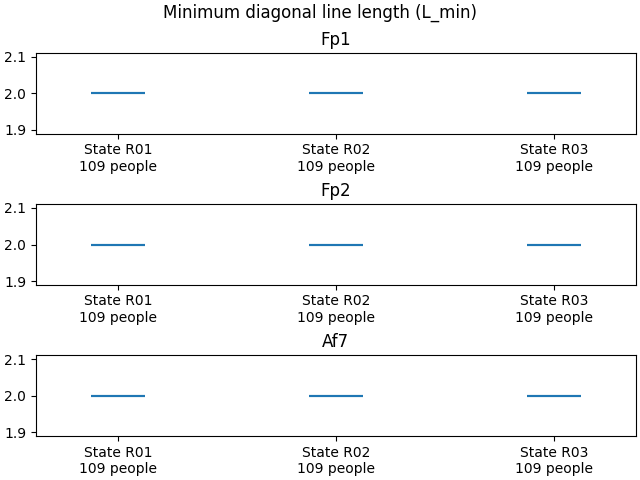 Minimum diagonal line length (L_min)
Fp1
2.1
2.0
1.9
State R01 State R02 State R03
109 people 109 people 109 people
Fp2
2.1
2.0
1.9
State R01 State R02 State R03
109 people 109 people 109 people
Af7
2.1
2.0
1.9
State R01 State R02 State R03
109 people 109 people 109 people